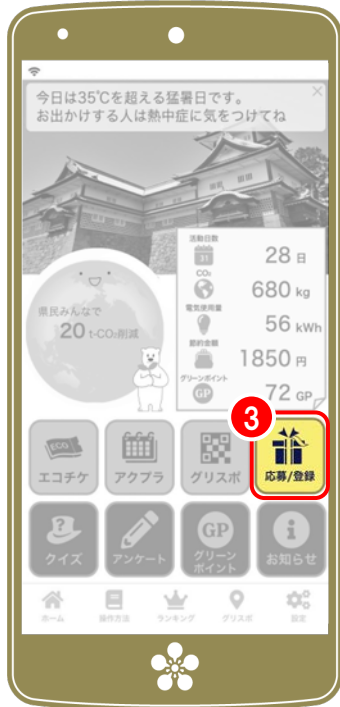 今日は35℃を超える猛暑日です。
お出かけする人は熱中症に気をつけてね
×
活動日数
31
28 日
CO₂
680 kg
電気使用量
56 kWh
節約金額
1850 円
グリーンポイント
GP
72 GP
県民みんなで
20 t-CO₂削減
3
ECO
エコチケ
アクプラ
グリスポ
応募/登録
?
クイズ
アンケート
GP
グリーン
ポイント
i
お知らせ
ホーム
操作方法
ランキング
グリスポ
設定